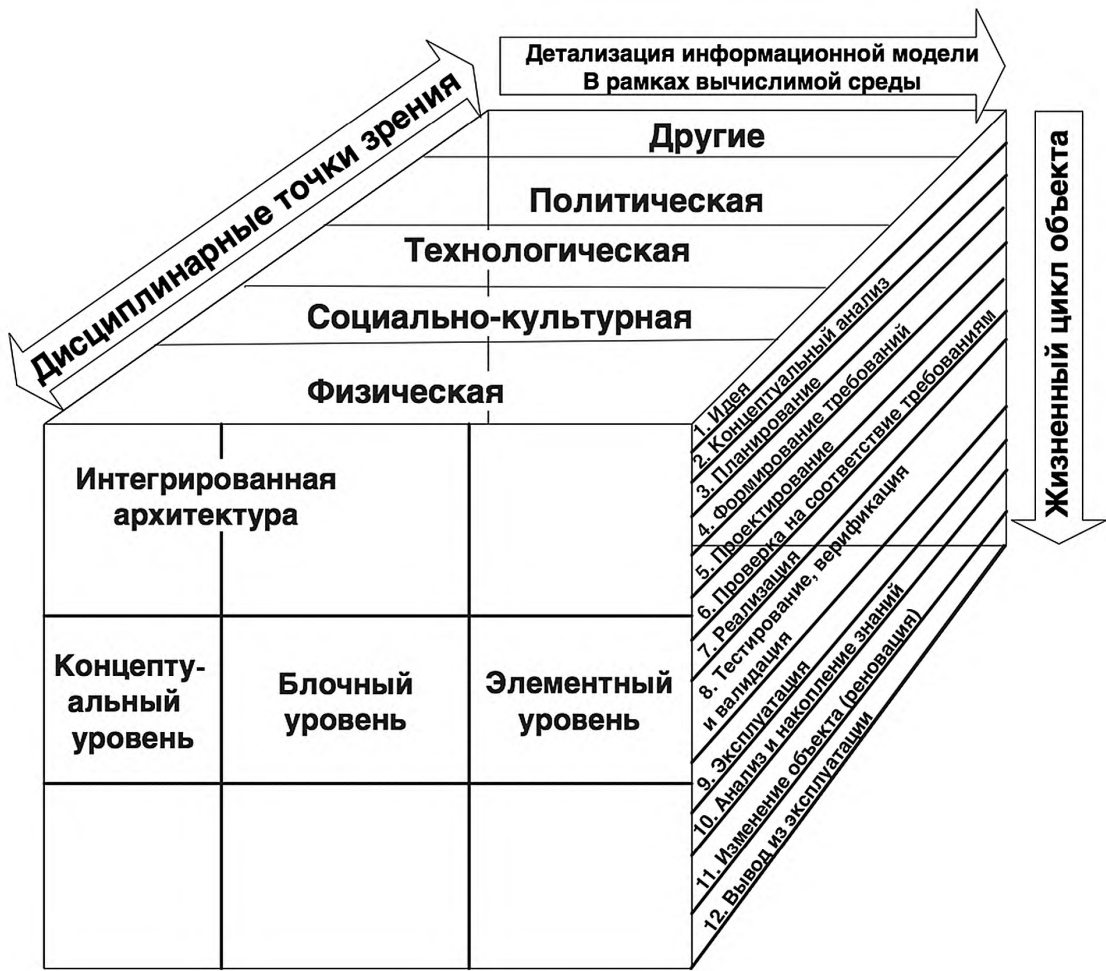 Детализация информационной модели
В рамках вычислимой среды
Дисциплинарные точки зрения
Жизненный цикл объекта
Другие
Политическая
Технологическая
Социально-культурная
Физическая
Интегрированная
архитектура
Концепту-
альный
уровень
Блочный
уровень
Элементный
уровень
1. Идея
2. Концептуальный анализ
3. Планирование
4. Формирование требований
5. Проектирование
6. Проверка на соответствие требованиям
7. Реализация
8. Тестирование, верификация
и валидация
9. Эксплуатация
10. Анализ и накопление знаний
11. Изменение объекта (реновация)
12. Вывод из эксплуатации